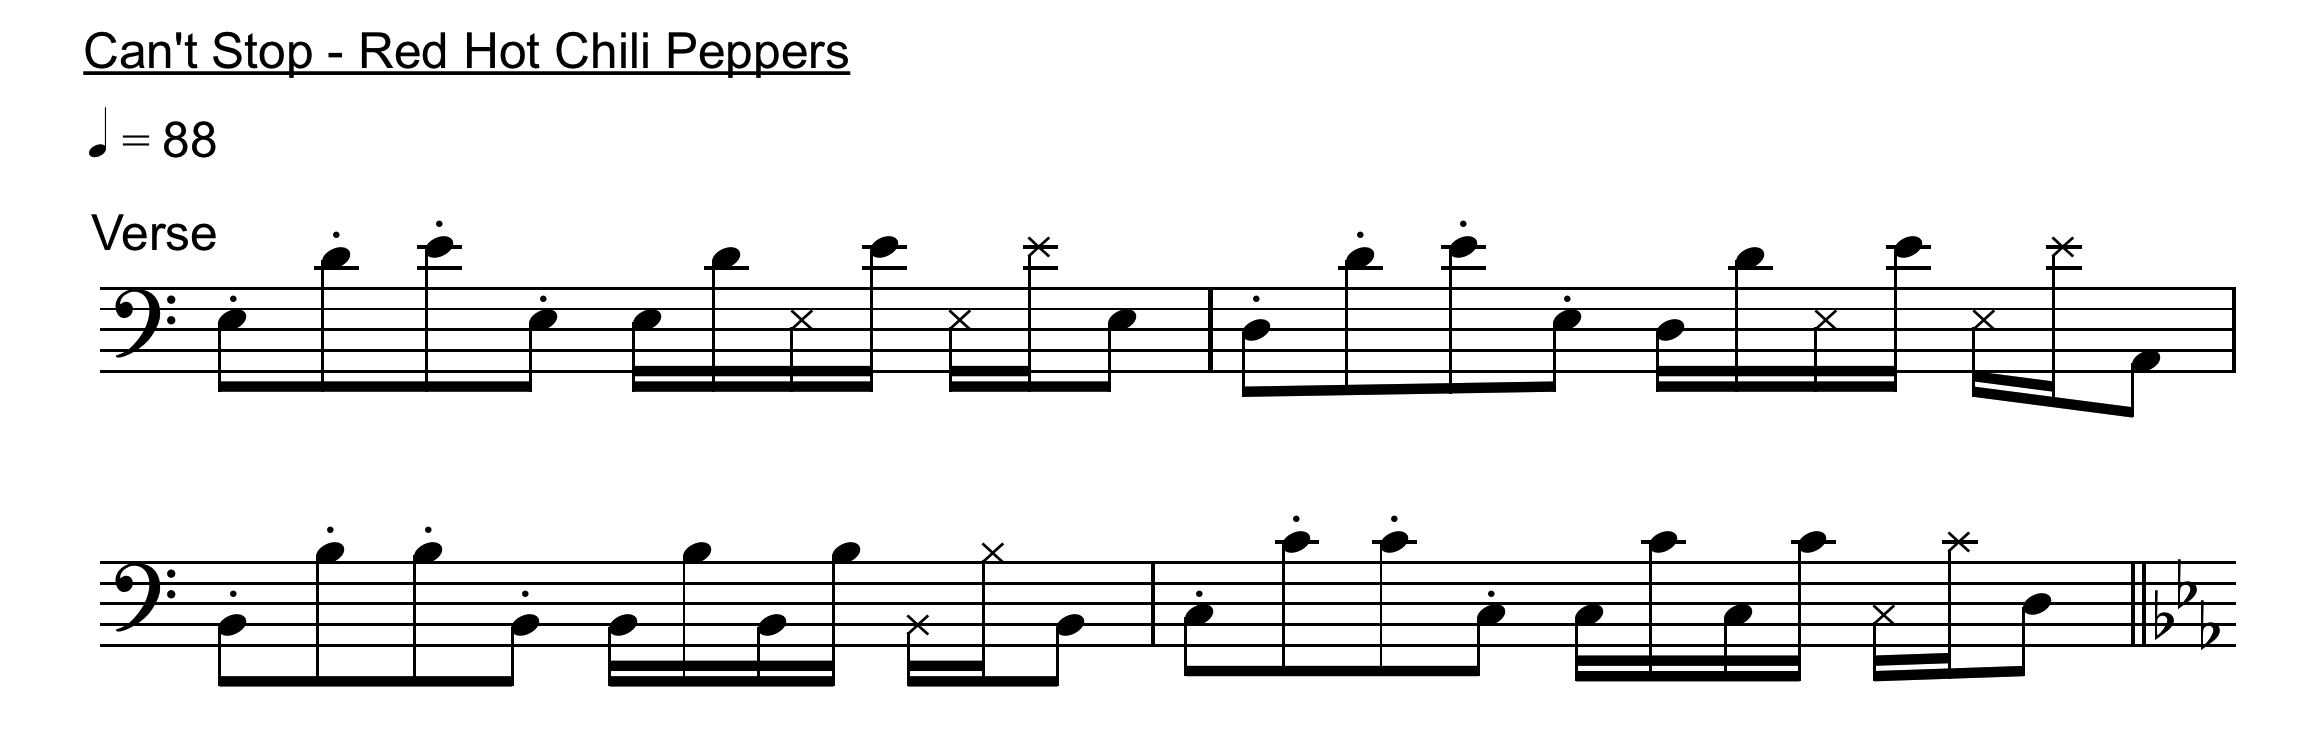 Can't Stop - Red Hot Chili Peppers
♩ = 88
Verse